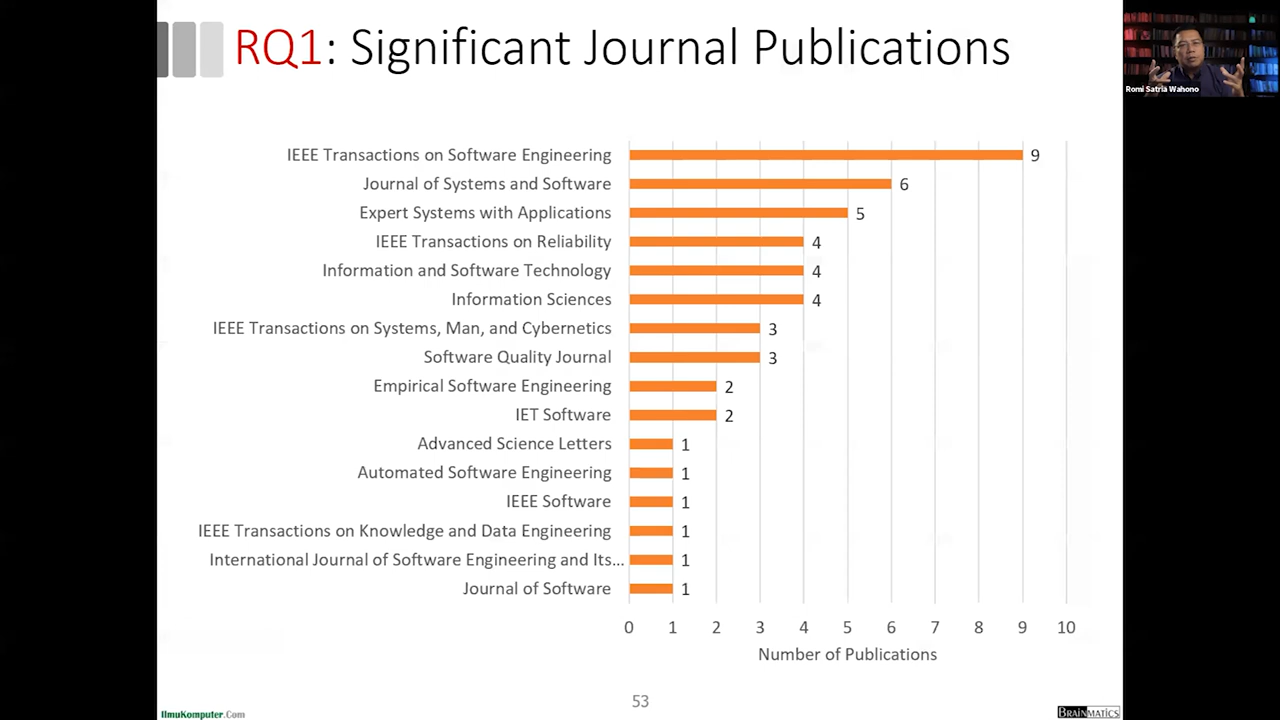 RQ1: Significant Journal Publications
Romi Satria Wahono
IEEE Transactions on Software Engineering 9
Journal of Systems and Software 6
Expert Systems with Applications 5
IEEE Transactions on Reliability 4
Information and Software Technology 4
Information Sciences 4
IEEE Transactions on Systems, Man, and Cybernetics 3
Software Quality Journal 3
Empirical Software Engineering 2
IET Software 2
Advanced Science Letters 1
Automated Software Engineering 1
IEEE Software 1
IEEE Transactions on Knowledge and Data Engineering 1
International Journal of Software Engineering and Its... 1
Journal of Software 1
0 1 2 3 4 5 6 7 8 9 10
Number of Publications
53
IlmuKomputer.Com
BRAINMATICS